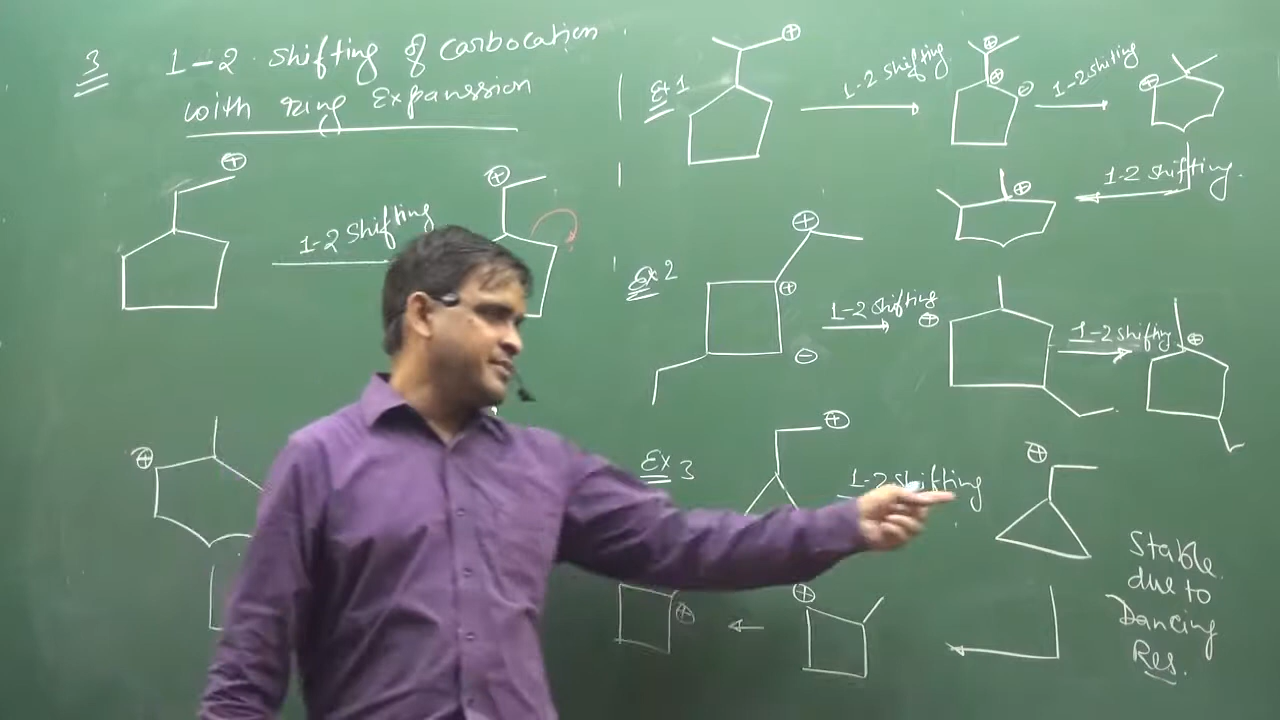 3
1-2 shifting of carbocation
with ring Expanssion
⊕
1-2 Shifting
⊕
⊕
Ex 1
⊕
1-2 Shifting
⊕
⊕
⊖
1-2 Shifting
⊕
1-2 Shifting.
⊕
Ex 2
⊕
⊕
⊖
1-2 Shifting
⊕
1-2 Shifting
⊕
Ex 3
⊕
1-2 Shifting
⊕
Stable
due to
Dancing
Res.
⊕
⊕